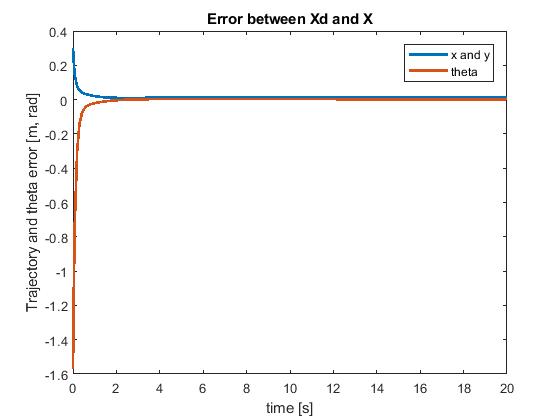 Error between Xd and X
x and y
theta
Trajectory and theta error [m, rad]
0.4
0.2
0
-0.2
-0.4
-0.6
-0.8
-1
-1.2
-1.4
-1.6
0 2 4 6 8 10 12 14 16 18 20
time [s]